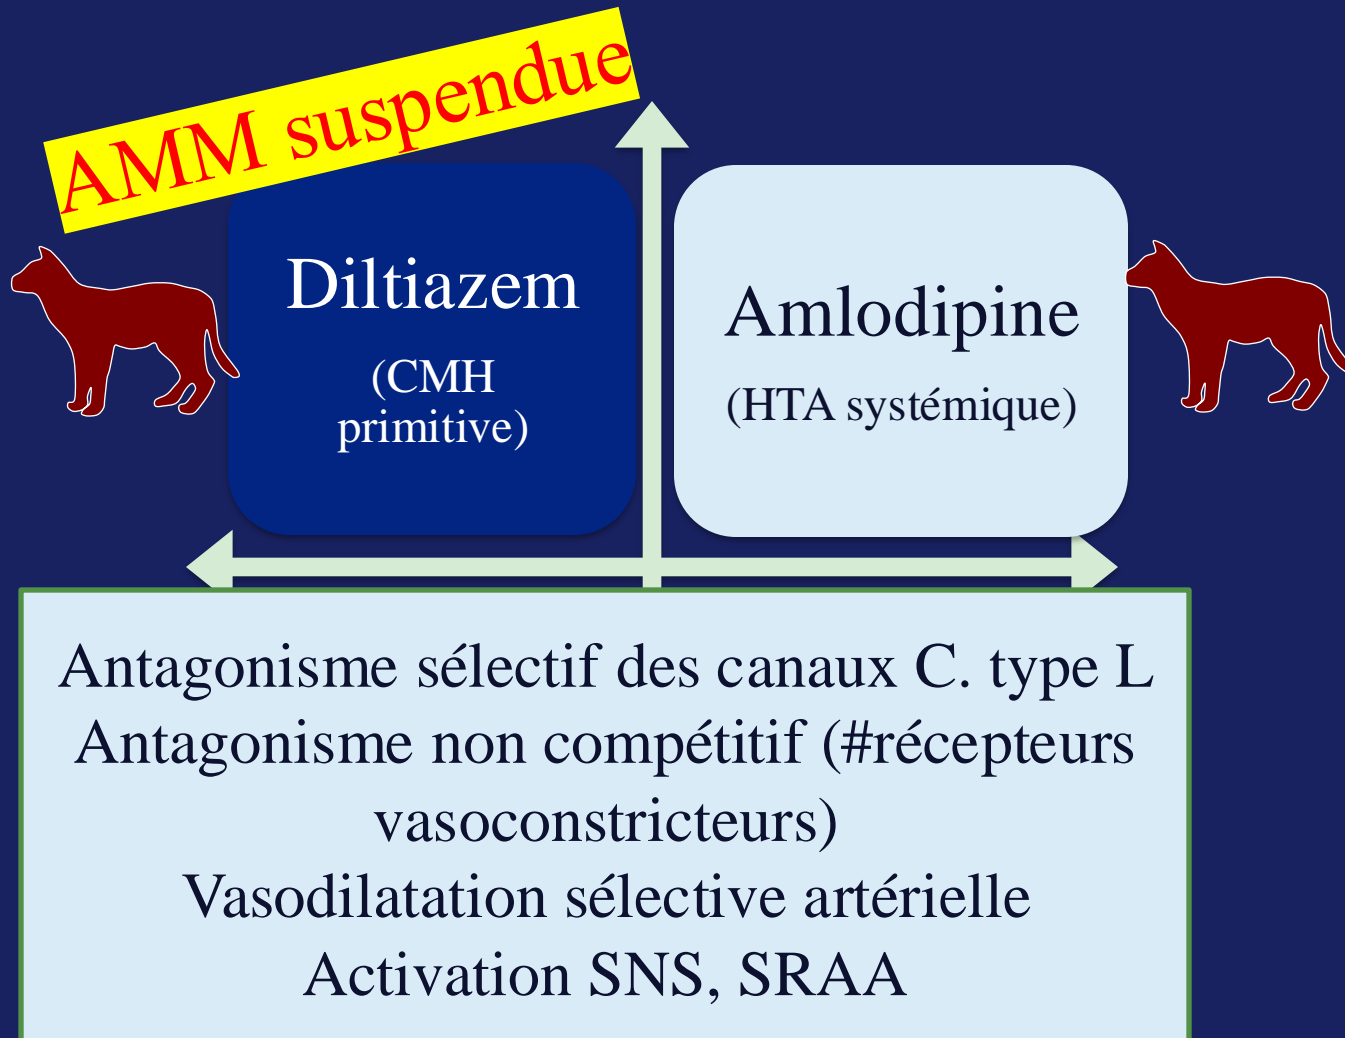 AMM suspendue
Diltiazem
(CMH
primitive)
Amlodipine
(HTA systémique)
Antagonisme sélectif des canaux C. type L
Antagonisme non compétitif (#récepteurs
vasoconstricteurs)
Vasodilatation sélective artérielle
Activation SNS, SRAA